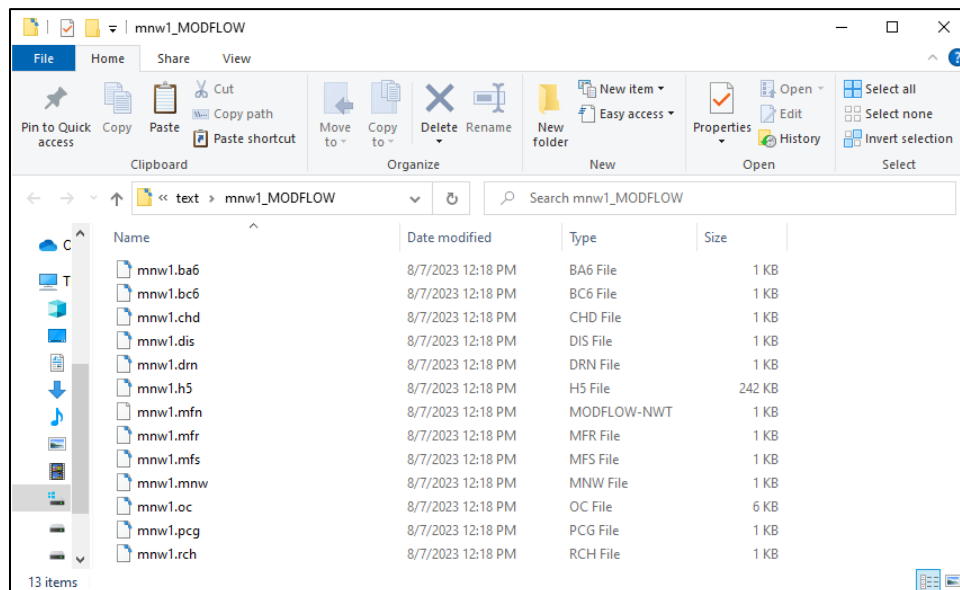 mnw1_MODFLOW
File Home Share View
Pin to Quick access
Copy
Paste
Cut
Copy path
Paste shortcut
Clipboard
Move to
Copy to
Delete
Rename
Organize
New folder
New item
Easy access
New
Properties
Open
Edit
History
Open
Select all
Select none
Invert selection
Select
« text › mnw1_MODFLOW
Search mnw1_MODFLOW
Name Date modified Type Size
mnw1.ba6 8/7/2023 12:18 PM BA6 File 1 KB
mnw1.bc6 8/7/2023 12:18 PM BC6 File 1 KB
mnw1.chd 8/7/2023 12:18 PM CHD File 1 KB
mnw1.dis 8/7/2023 12:18 PM DIS File 1 KB
mnw1.drn 8/7/2023 12:18 PM DRN File 1 KB
mnw1.h5 8/7/2023 12:18 PM H5 File 242 KB
mnw1.mfn 8/7/2023 12:18 PM MODFLOW-NWT 1 KB
mnw1.mfr 8/7/2023 12:18 PM MFR File 1 KB
mnw1.mfs 8/7/2023 12:18 PM MFS File 1 KB
mnw1.mnw 8/7/2023 12:18 PM MNW File 1 KB
mnw1.oc 8/7/2023 12:18 PM OC File 6 KB
mnw1.pcg 8/7/2023 12:18 PM PCG File 1 KB
mnw1.rch 8/7/2023 12:18 PM RCH File 1 KB
13 items